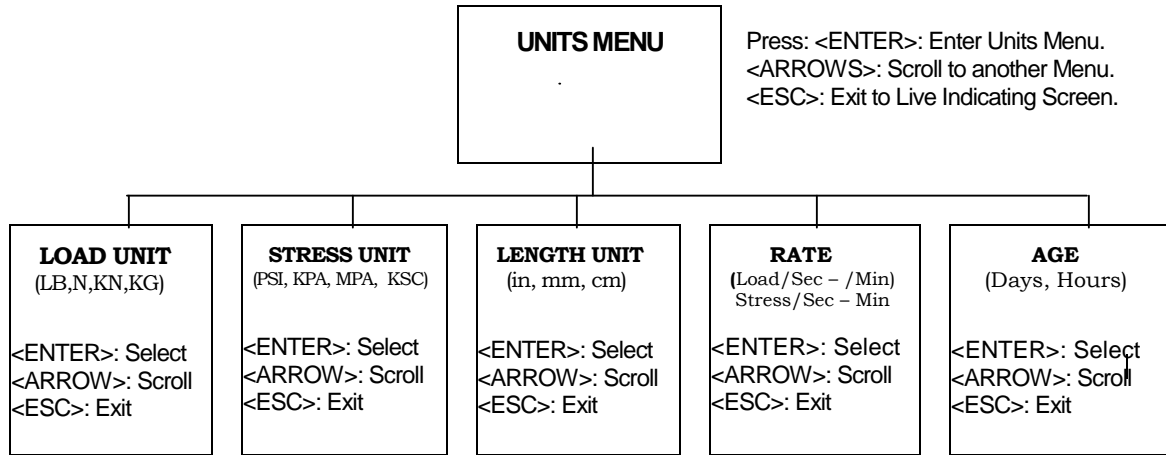 UNITS MENU
.
Press: <ENTER>: Enter Units Menu.
<ARROWS>: Scroll to another Menu.
<ESC>: Exit to Live Indicating Screen.
LOAD UNIT
(LB,N,KN,KG)
<ENTER>: Select
<ARROW>: Scroll
<ESC>: Exit
STRESS UNIT
(PSI, KPA, MPA, KSC)
<ENTER>: Select
<ARROW>: Scroll
<ESC>: Exit
LENGTH UNIT
(in, mm, cm)
<ENTER>: Select
<ARROW>: Scroll
<ESC>: Exit
RATE
(Load/Sec – /Min)
Stress/Sec – Min
<ENTER>: Select
<ARROW>: Scroll
<ESC>: Exit
AGE
(Days, Hours)
<ENTER>: Select
<ARROW>: Scroll
<ESC>: Exit